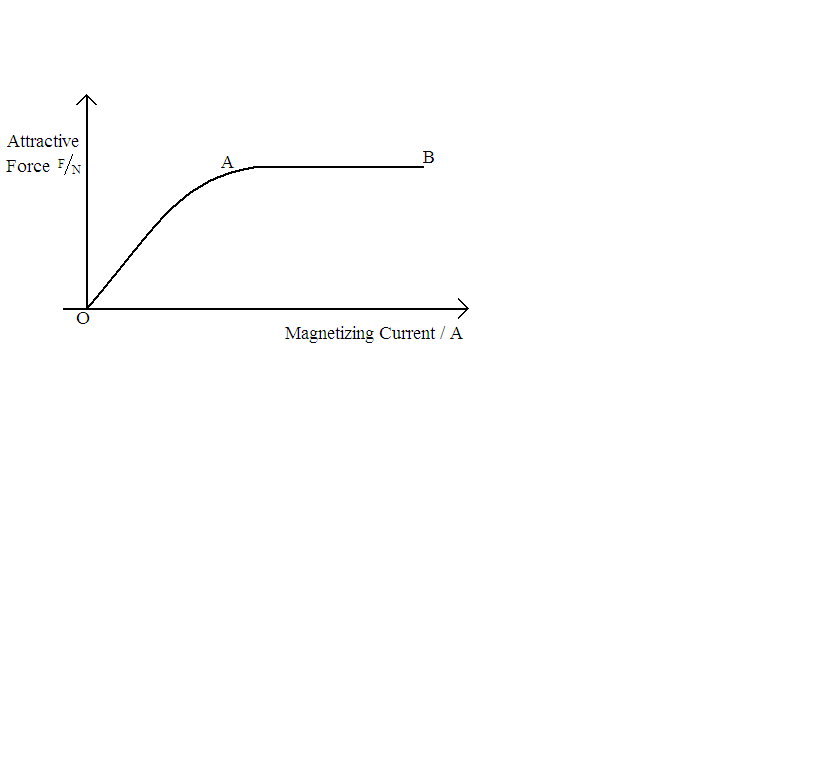 Attractive
Force F/N
A
B
O
Magnetizing Current / A